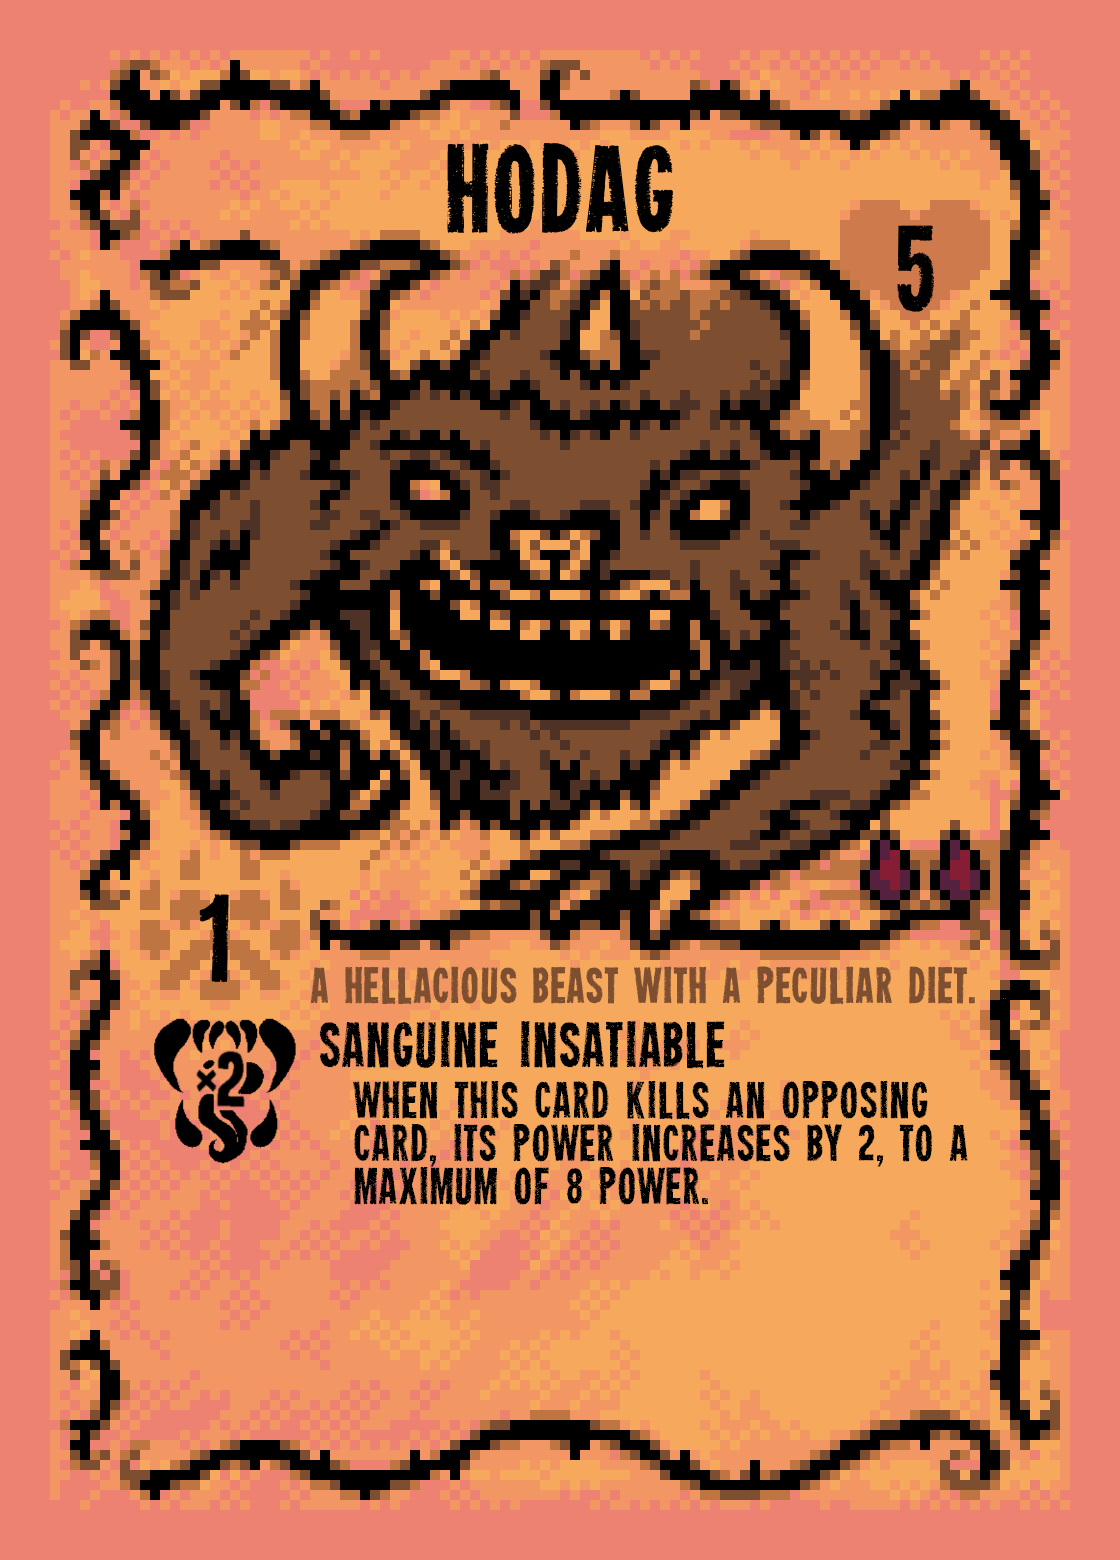 HODAG
5
1
A HELLACIOUS BEAST WITH A PECULIAR DIET.
x2
SANGUINE INSATIABLE
WHEN THIS CARD KILLS AN OPPOSING
CARD, ITS POWER INCREASES BY 2, TO A
MAXIMUM OF 8 POWER.